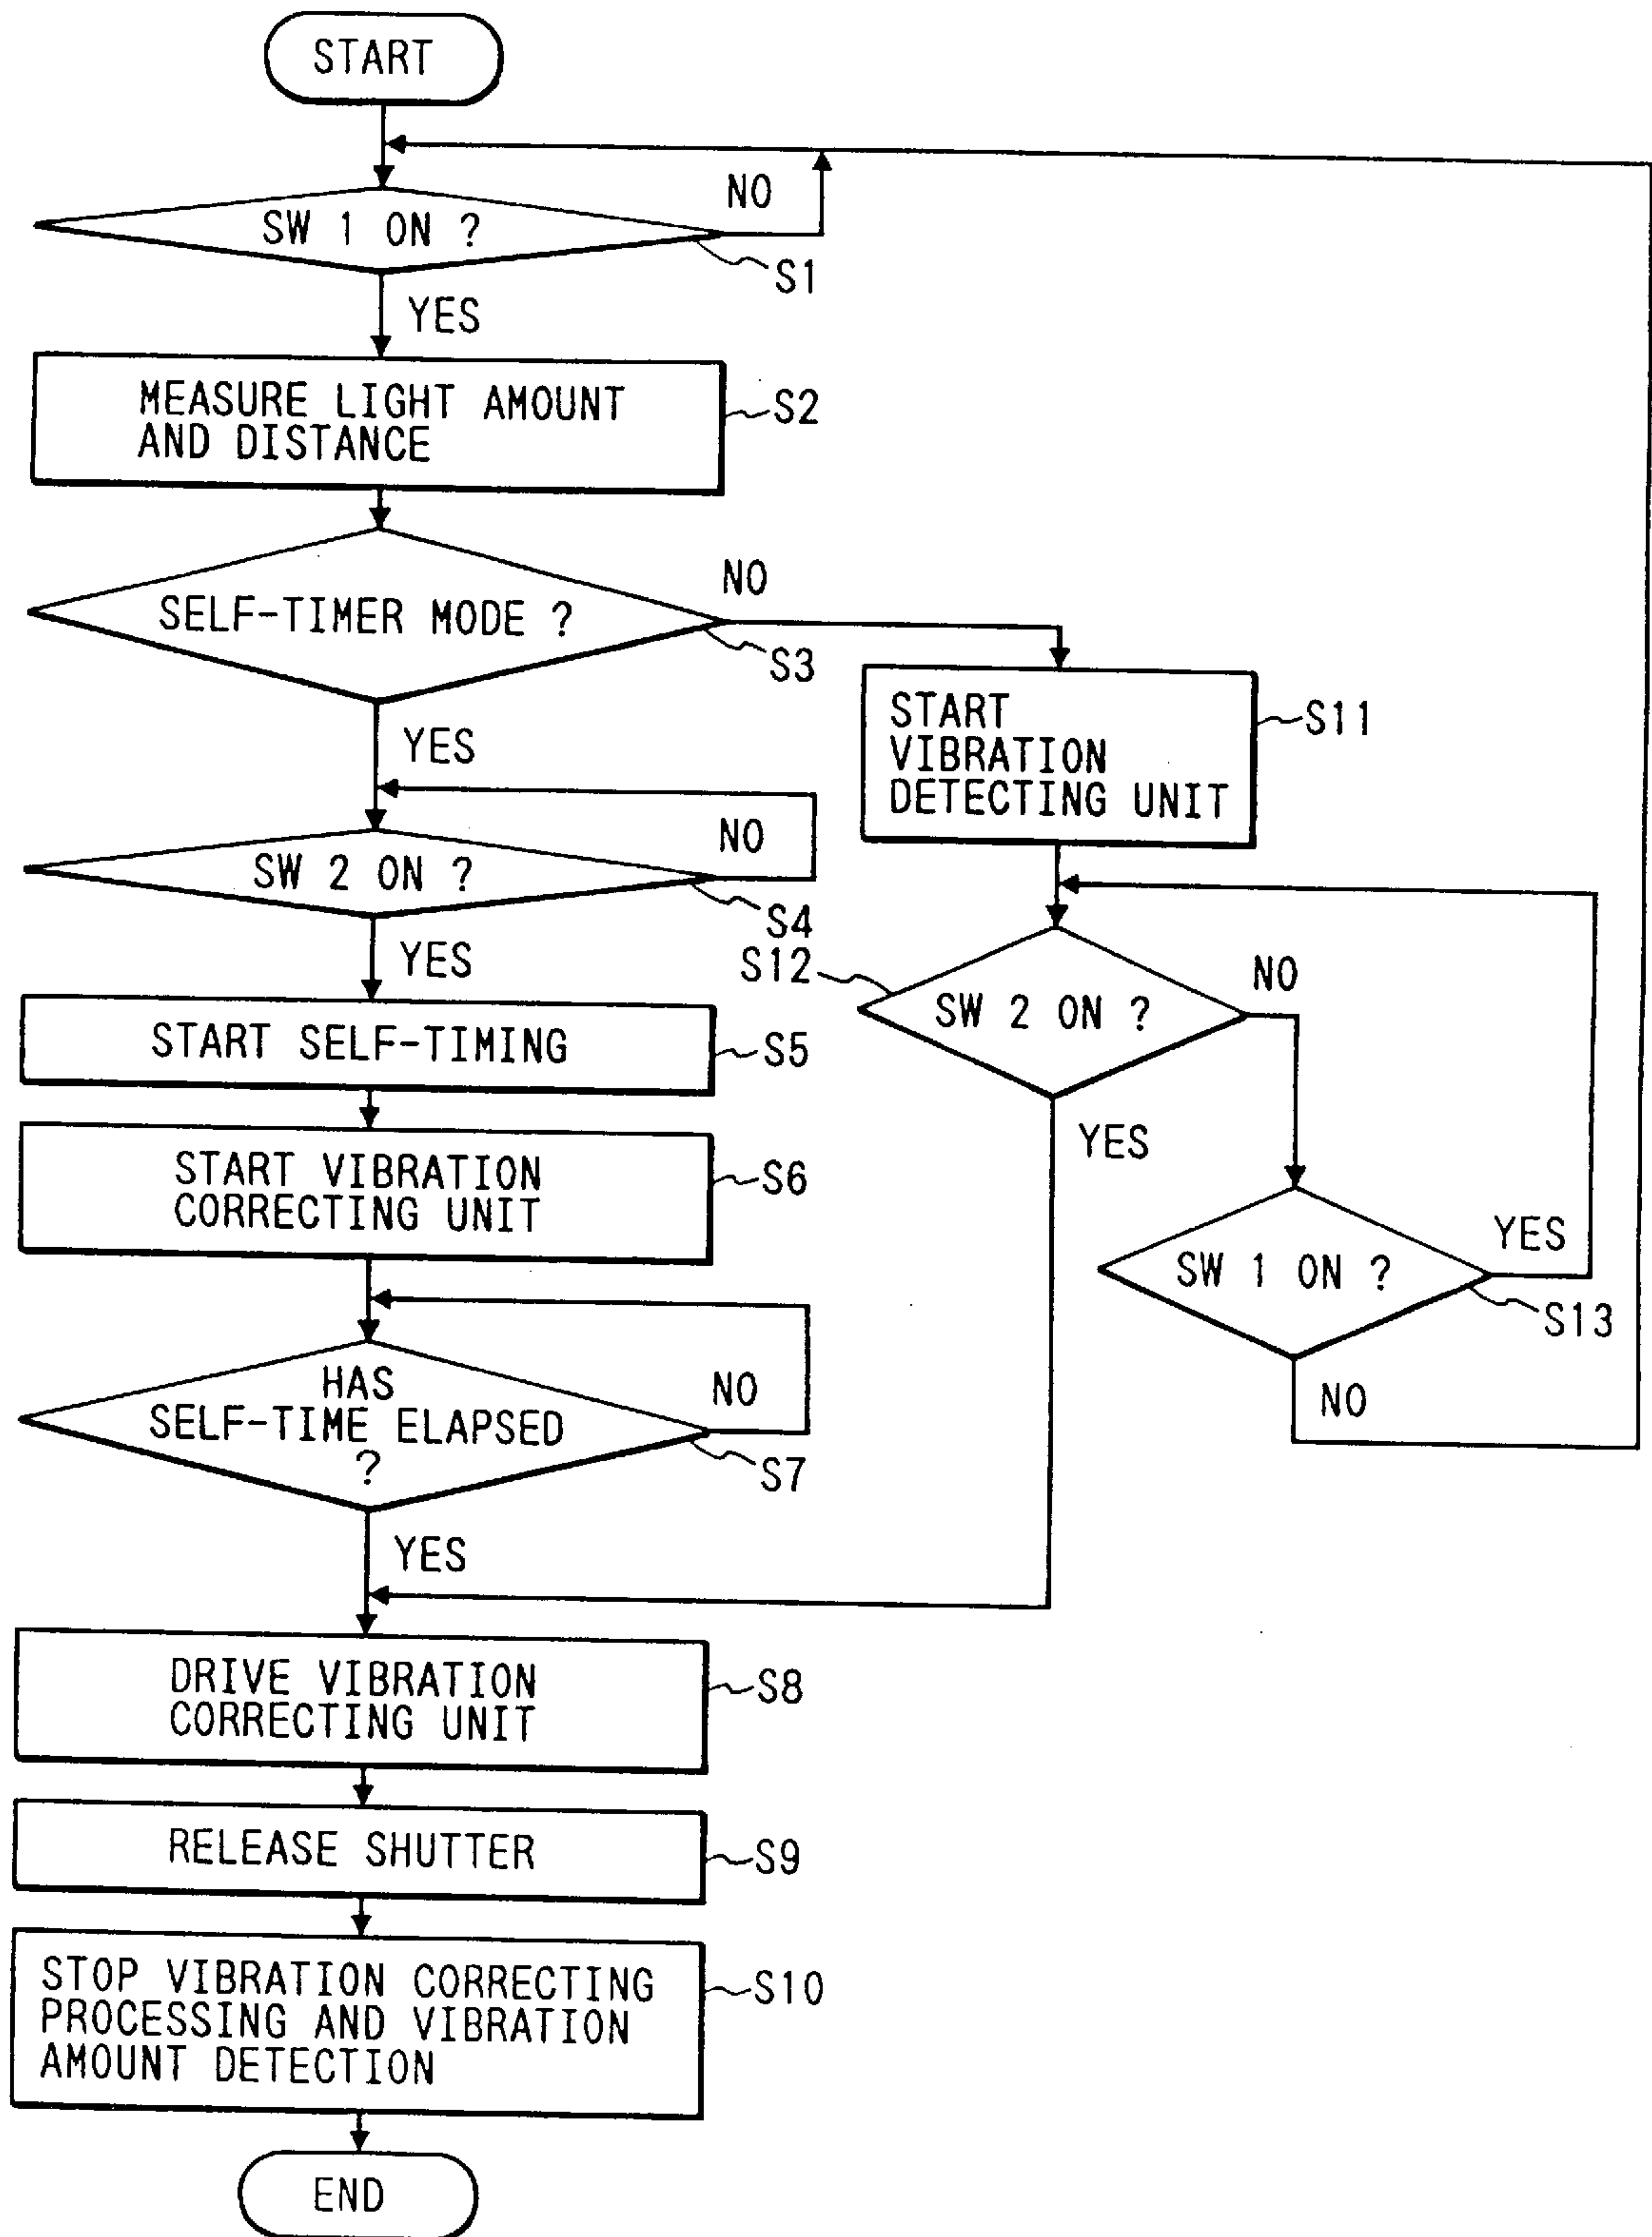 START
NO
SW 1 ON ?
S1
YES
MEASURE LIGHT AMOUNT
AND DISTANCE
S2
NO
SELF-TIMER MODE ?
S3
YES
START
VIBRATION
DETECTING UNIT
S11
NO
SW 2 ON ?
S4
YES
S12
SW 2 ON ?
NO
START SELF-TIMING
S5
YES
START VIBRATION
CORRECTING UNIT
S6
SW 1 ON ?
YES
S13
NO
HAS
SELF-TIME ELAPSED
?
NO
S7
YES
DRIVE VIBRATION
CORRECTING UNIT
S8
RELEASE SHUTTER
S9
STOP VIBRATION CORRECTING
PROCESSING AND VIBRATION
AMOUNT DETECTION
S10
END